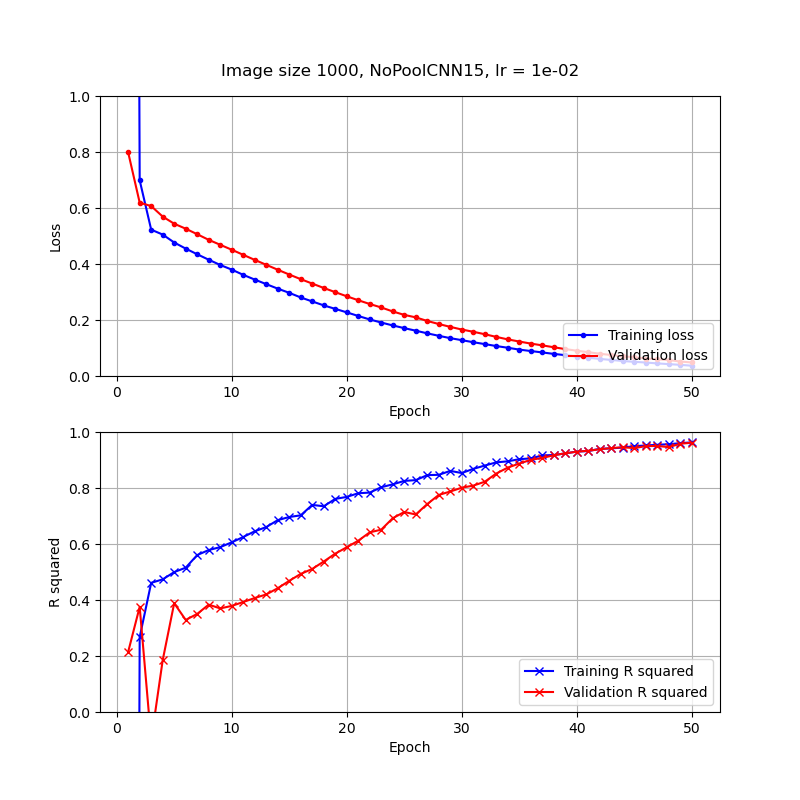 Image size 1000, NoPoolCNN15, lr = 1e-02
1.0
0.8
0.6
0.4
0.2
0.0
Loss
Training loss
Validation loss
0 10 20 30 40 50
Epoch
1.0
0.8
0.6
0.4
0.2
0.0
R squared
Training R squared
Validation R squared
0 10 20 30 40 50
Epoch